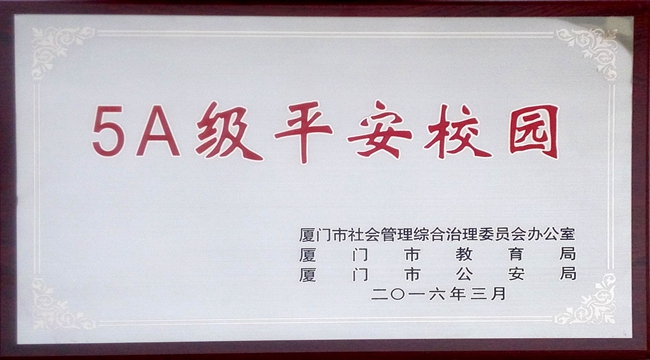 5A级平安校园
厦门市社会管理综合治理委员会办公室
厦门市教育局
厦门市公安局
二〇一六年三月